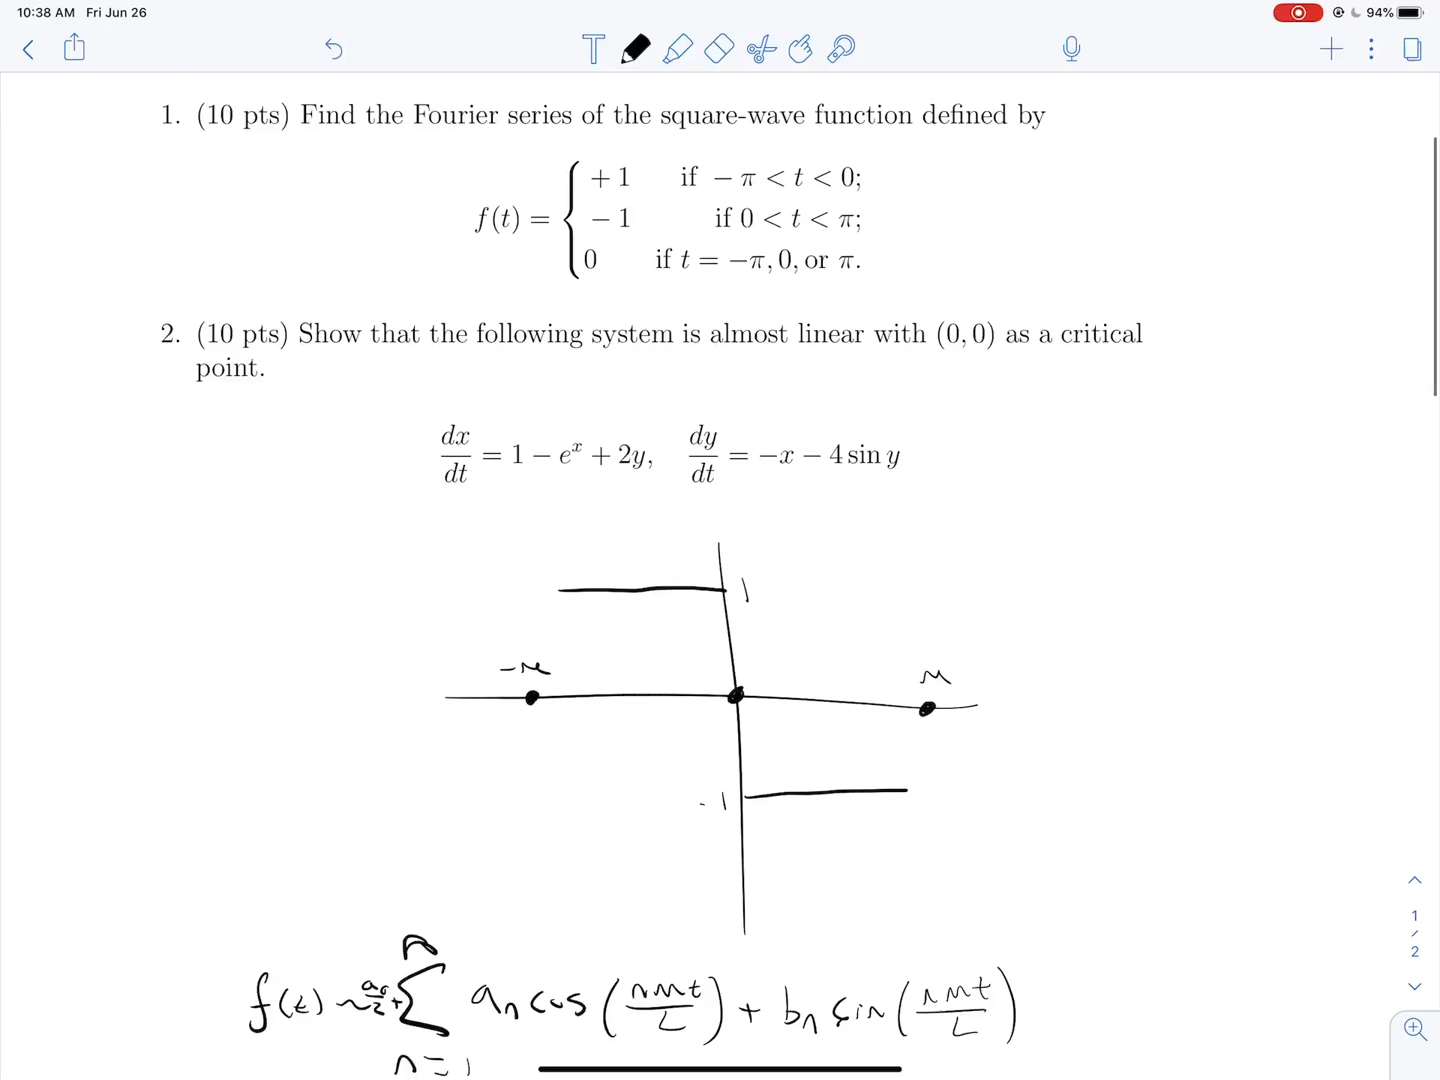 10:38 AM Fri Jun 26
94%
1. (10 pts) Find the Fourier series of the square-wave function defined by
f(t) = { +1 if −π < t < 0;
−1 if 0 < t < π;
0 if t = −π, 0, or π.
2. (10 pts) Show that the following system is almost linear with (0, 0) as a critical
point.
dx/dt = 1 − eˣ + 2y, dy/dt = −x − 4 sin y
1
-π
π
-1
f(t) ~ a₀/2 + ∞ Σ n=1 aₙ cos (nπt/L) + bₙ sin (nπt/L)
1
/
2